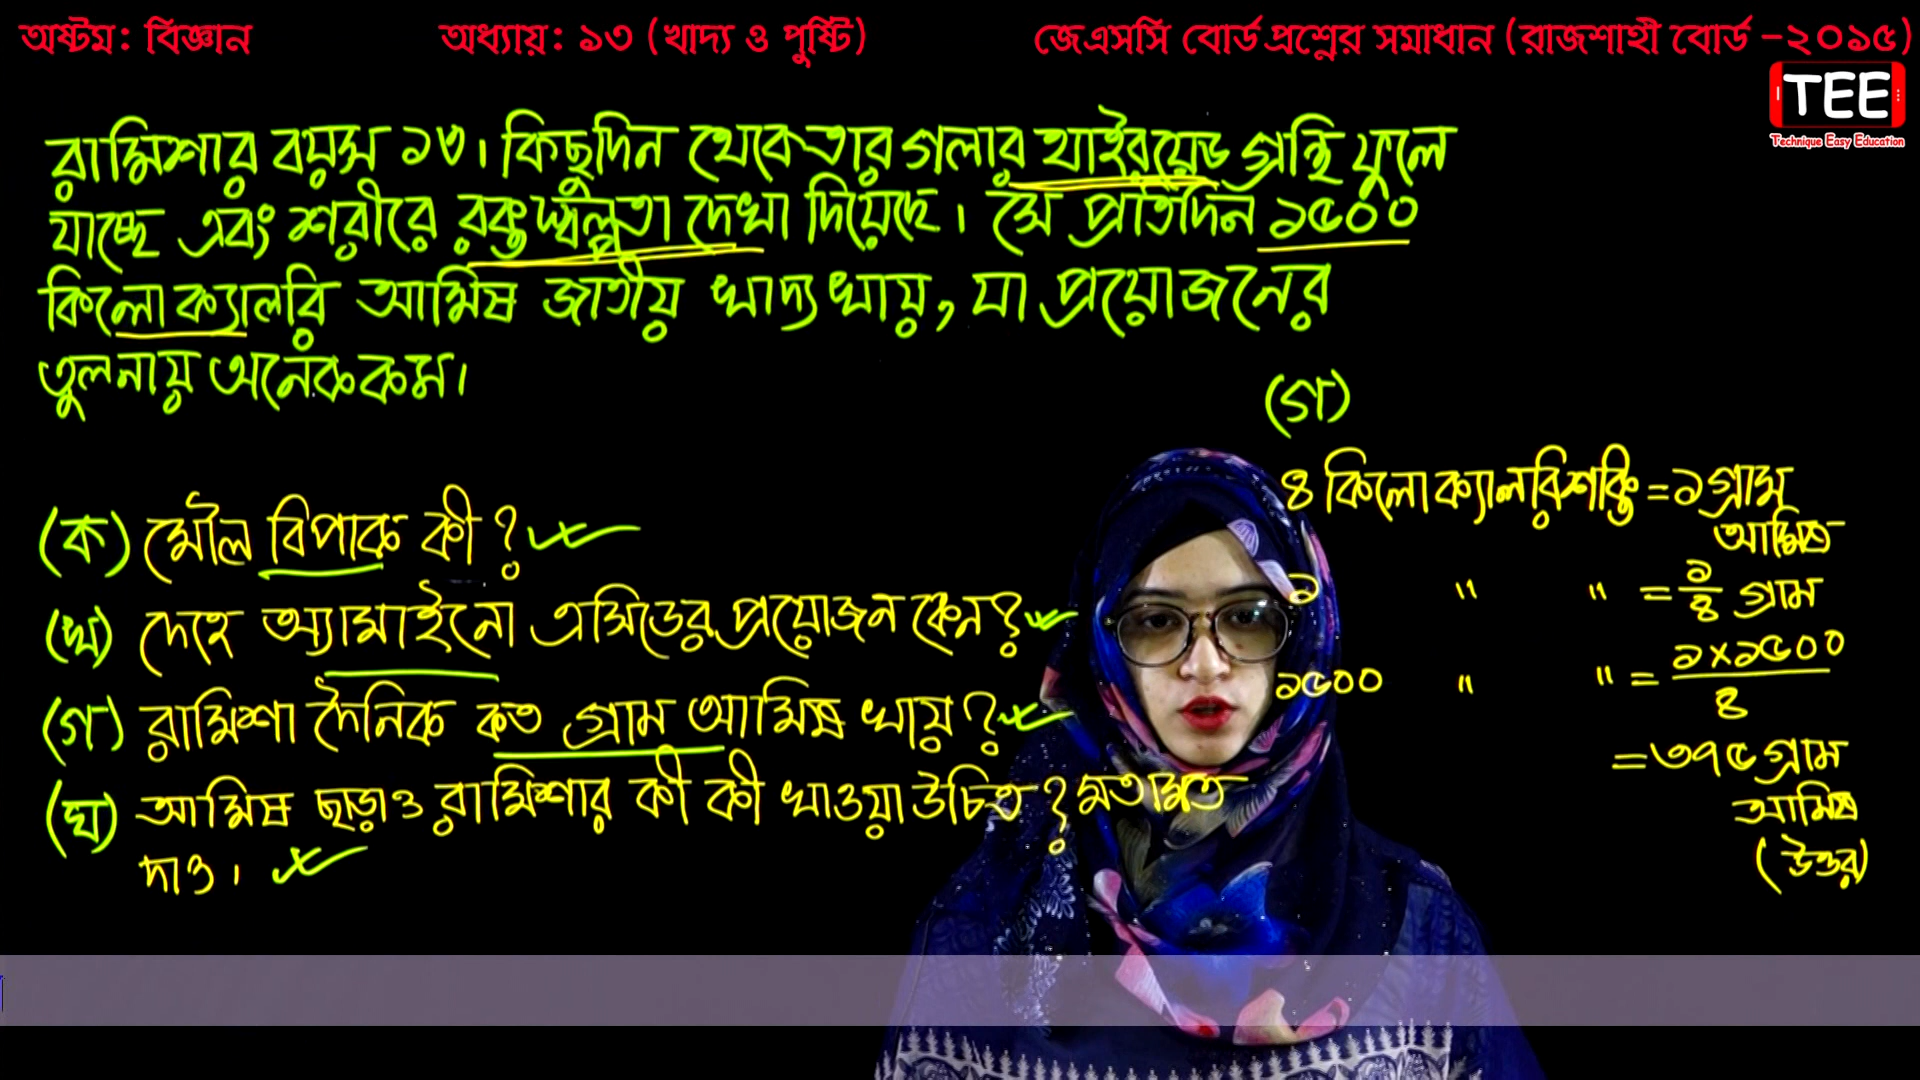 অষ্টম: বিজ্ঞান
অধ্যায়: ১৩ (খাদ্য ও পুষ্টি)
জেএসসি বোর্ড প্রশ্নের সমাধান (রাজশাহী বোর্ড -২০১৫)
TEE
Technique Easy Education
রামিশার বয়স ১৩। কিছুদিন থেকে তার গলার থাইরয়েড গ্রন্থি ফুলে
যাচ্ছে এবং শরীরে রক্তস্বল্পতা দেখা দিয়েছে। সে প্রতিদিন ১৫০০
কিলোক্যালরি আমিষ জাতীয় খাদ্য খায়, যা প্রয়োজনের
তুলনায় অনেক কম।
(ক) মৌল বিপাক কী?
(খ) দেহে অ্যামাইনো এসিডের প্রয়োজন কেন?
(গ) রামিশা দৈনিক কত গ্রাম আমিষ খায়?
(ঘ) আমিষ ছাড়াও রামিশার কী কী খাওয়া উচিত? মতামত
দাও।
(গ)
৪ কিলোক্যালরি শক্তি = ১ গ্রাম
আমিষ
১ " " = ১/৪ গ্রাম
১৫০০ " " = ১×১৫০০/৪
= ৩৭৫ গ্রাম
আমিষ
(উত্তর)